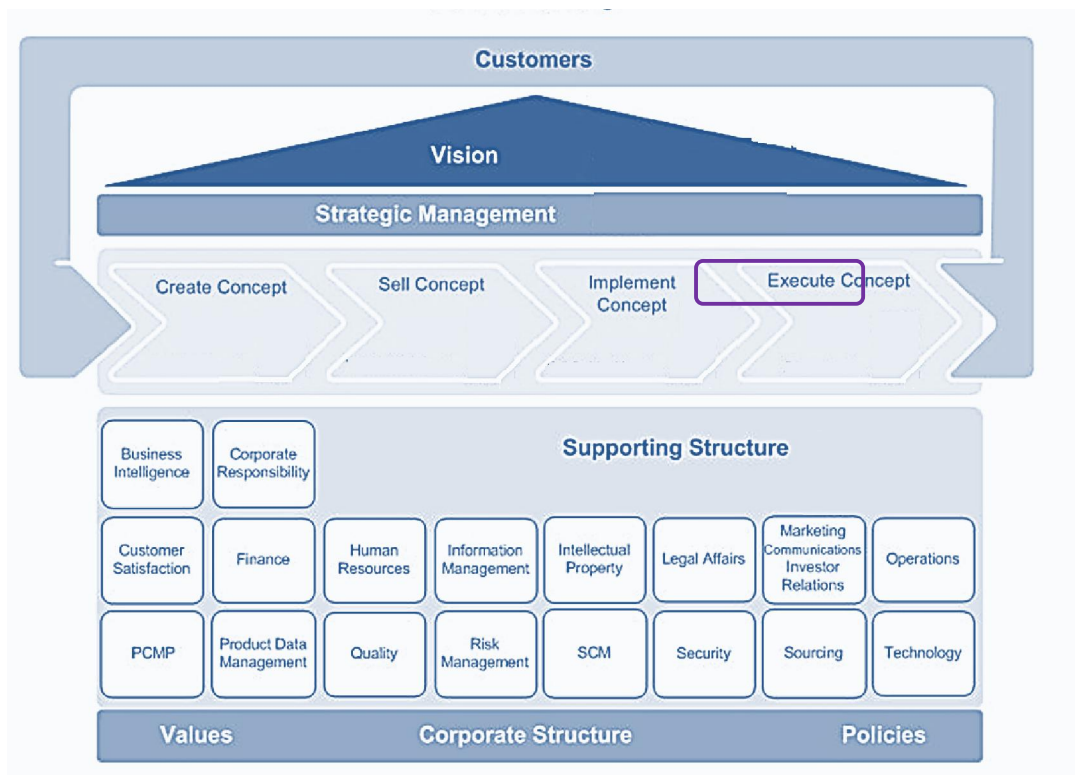 Customers
Vision
Strategic Management
Create Concept
Sell Concept
Implement
Concept
Execute Concept
Supporting Structure
Business
Intelligence
Corporate
Responsibility
Customer
Satisfaction
Finance
Human
Resources
Information
Management
Intellectual
Property
Legal Affairs
Marketing
Communications
Investor
Relations
Operations
PCMP
Product Data
Management
Quality
Risk
Management
SCM
Security
Sourcing
Technology
Values
Corporate Structure
Policies